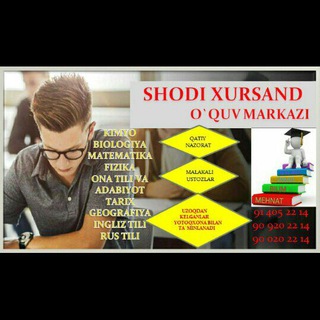 SHODI XURSAND
O`QUV MARKAZI
KIMYO
BIOLOGIYA
MATEMATIKA
FIZIKA
ONA TILI VA
ADABIYOT
TARIX
GEOGRAFIYA
INGLIZ TILI
RUS TILI
QATIY
NAZORAT
MALAKALI
USTOZLAR
UZOQDAN
KELGANLAR
YOTOQXONA BILAN
TA MINLANADI
BILIM
MEHNAT
91 405 22 14
90 920 22 14
90 020 22 14